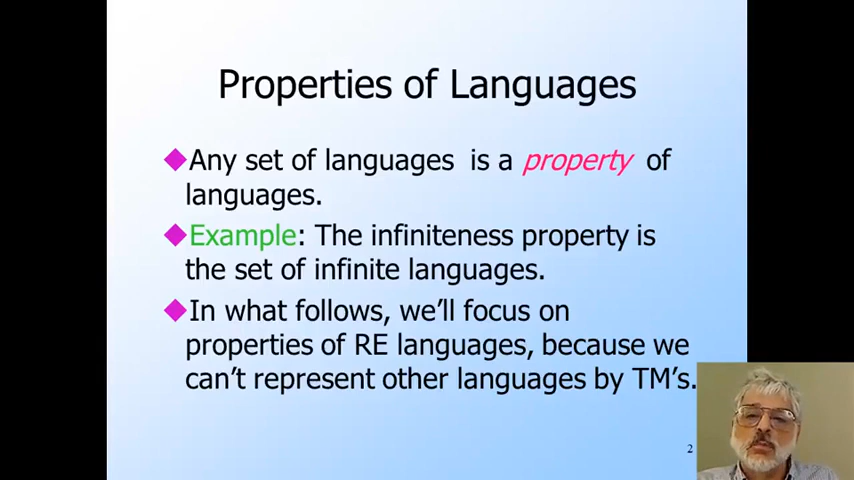 Properties of Languages
Any set of languages is a property of
languages.
Example: The infiniteness property is
the set of infinite languages.
In what follows, we’ll focus on
properties of RE languages, because we
can’t represent other languages by TM’s.
2